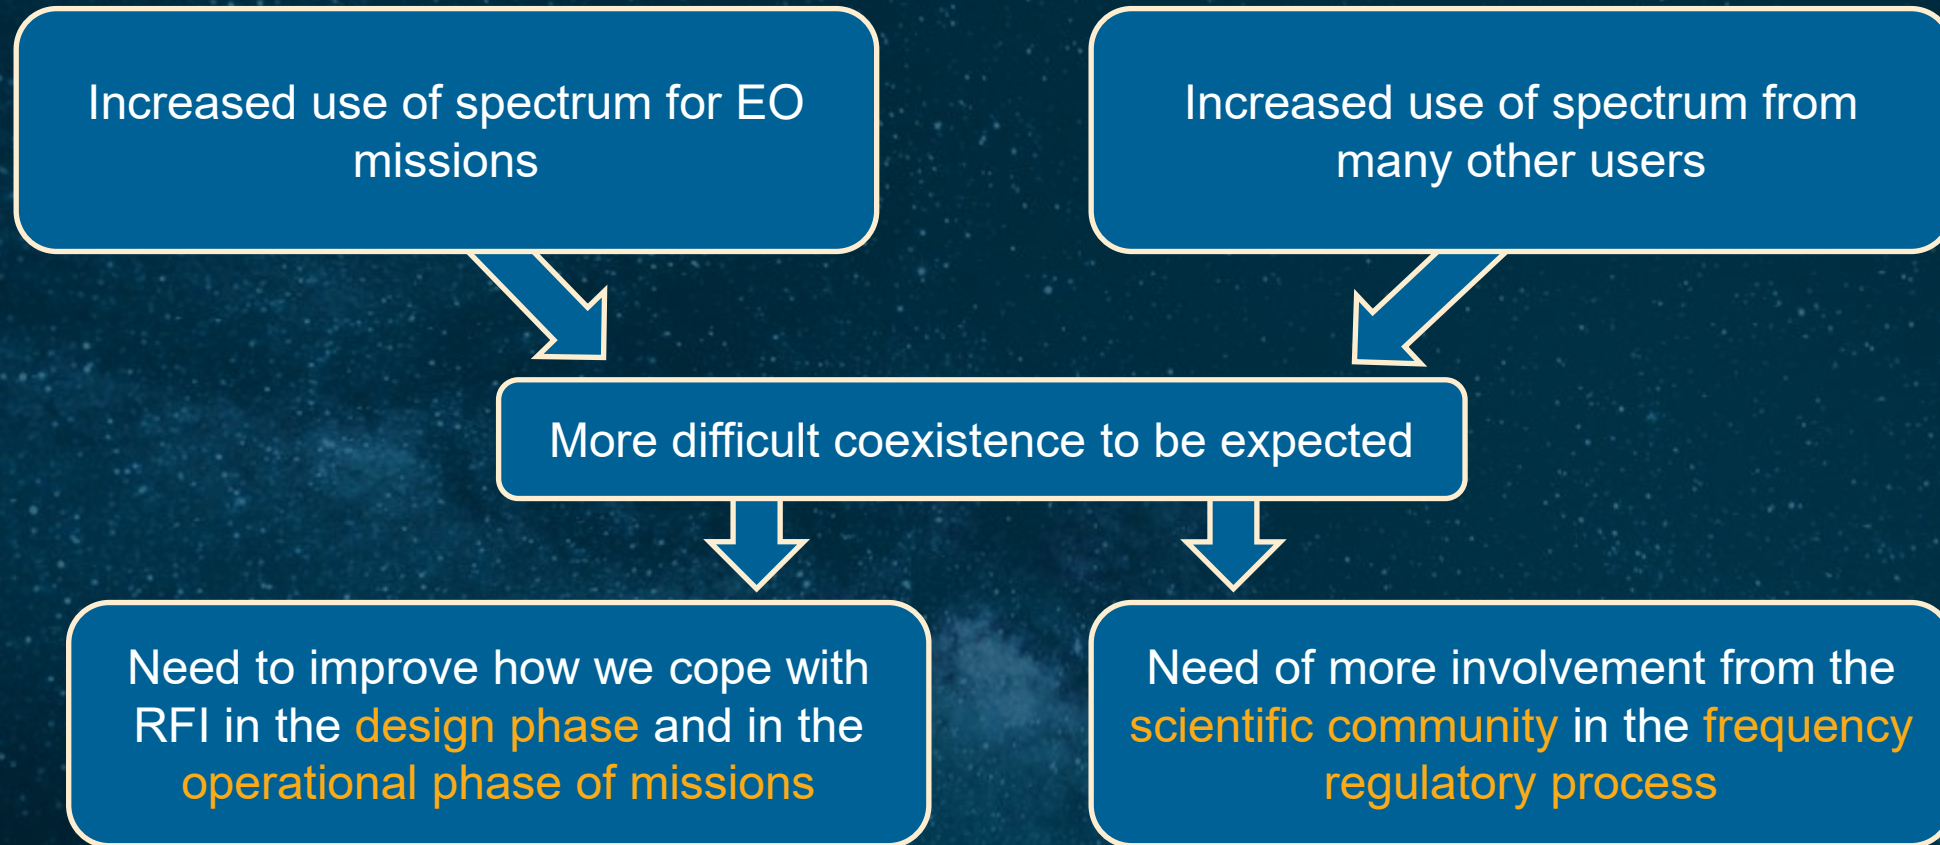 Increased use of spectrum for EO
missions
Increased use of spectrum from
many other users
More difficult coexistence to be expected
Need to improve how we cope with
RFI in the design phase and in the
operational phase of missions
Need of more involvement from the
scientific community in the frequency
regulatory process